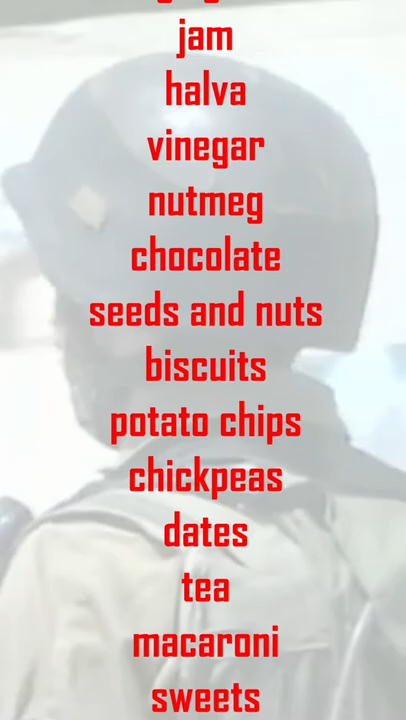 jam
halva
vinegar
nutmeg
chocolate
seeds and nuts
biscuits
potato chips
chickpeas
dates
tea
macaroni
sweets